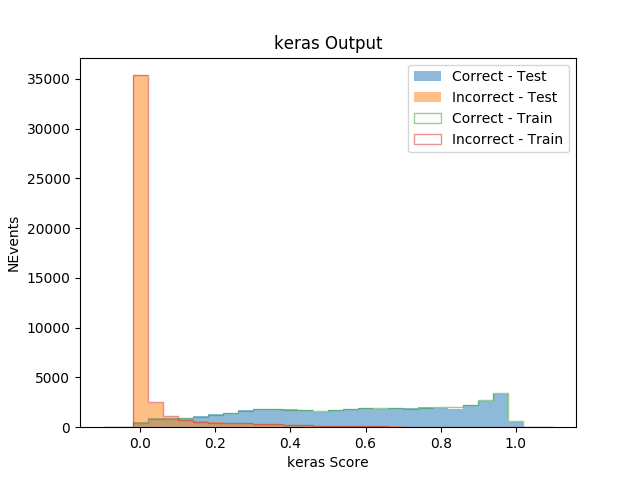 keras Output
Correct - Test
Incorrect - Test
Correct - Train
Incorrect - Train
NEvents
35000
30000
25000
20000
15000
10000
5000
0
0.0 0.2 0.4 0.6 0.8 1.0
keras Score